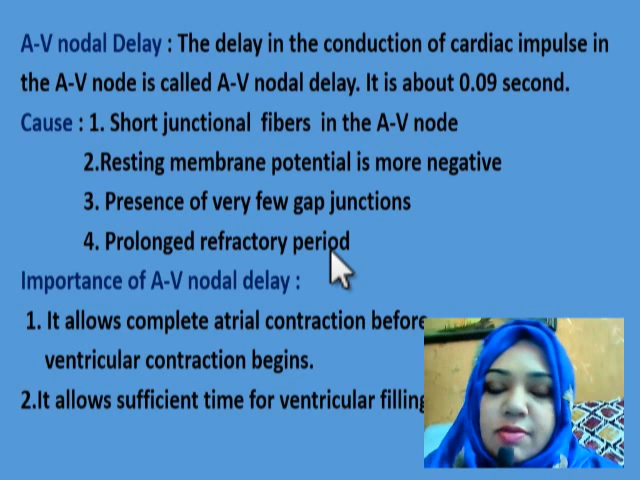 A-V nodal Delay : The delay in the conduction of cardiac impulse in
the A-V node is called A-V nodal delay. It is about 0.09 second.
Cause : 1. Short junctional fibers in the A-V node
2.Resting membrane potential is more negative
3. Presence of very few gap junctions
4. Prolonged refractory period
Importance of A-V nodal delay :
1. It allows complete atrial contraction before
ventricular contraction begins.
2.It allows sufficient time for ventricular filling